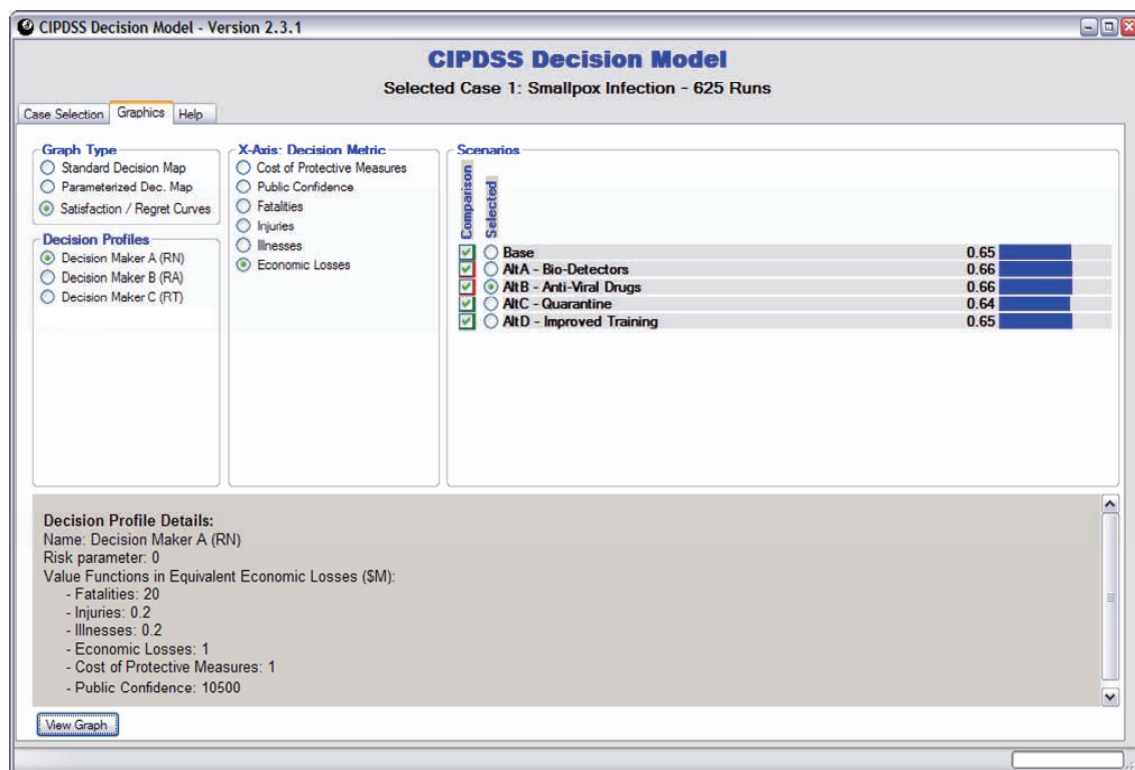 CIPDSS Decision Model - Version 2.3.1
CIPDSS Decision Model
Selected Case 1: Smallpox Infection - 625 Runs
Case Selection Graphics Help
Graph Type
Standard Decision Map
Parameterized Dec. Map
Satisfaction / Regret Curves
Decision Profiles
Decision Maker A (RN)
Decision Maker B (RA)
Decision Maker C (RT)
X-Axis: Decision Metric
Cost of Protective Measures
Public Confidence
Fatalities
Injuries
Illnesses
Economic Losses
Scenarios
Comparison
Selected
Base 0.65
AltA - Bio-Detectors 0.66
AltB - Anti-Viral Drugs 0.66
AltC - Quarantine 0.64
AltD - Improved Training 0.65
Decision Profile Details:
Name: Decision Maker A (RN)
Risk parameter: 0
Value Functions in Equivalent Economic Losses ($M):
- Fatalities: 20
- Injuries: 0.2
- Illnesses: 0.2
- Economic Losses: 1
- Cost of Protective Measures: 1
- Public Confidence: 10500
View Graph